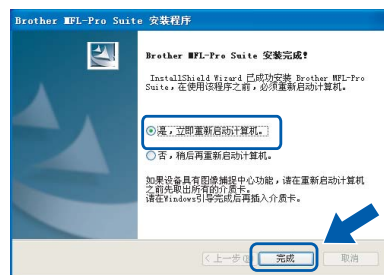 Brother MFL-Pro Suite 安装程序
Brother MFL-Pro Suite 安装完成!
InstallShield Wizard 已成功安装 Brother MFL-Pro
Suite，在使用该程序之前，必须重新启动计算机。
是，立即重新启动计算机。
否，稍后再重新启动计算机。
如果设备具有图像捕捉中心功能，请在重新启动计算机
之前先取出所有的介质卡。
请在Windows引导完成后再插入介质卡。
<上一步(B) 完成 取消